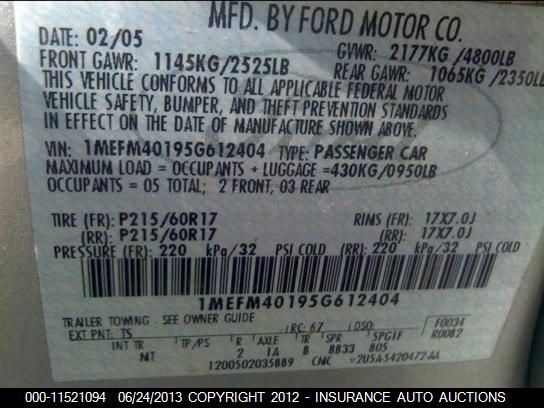 MFD. BY FORD MOTOR CO.
DATE: 02/05 GVWR: 2177KG /4800LB
FRONT GAWR: 1145KG/2525LB REAR GAWR: 1065KG/2350LB
THIS VEHICLE CONFORMS TO ALL APPLICABLE FEDERAL MOTOR
VEHICLE SAFETY, BUMPER, AND THEFT PREVENTION STANDARDS
IN EFFECT ON THE DATE OF MANUFACTURE SHOWN ABOVE.
VIN: 1MEFM40195G612404 TYPE: PASSENGER CAR
MAXIMUM LOAD = OCCUPANTS + LUGGAGE =430KG/0950LB
OCCUPANTS = 05 TOTAL; 2 FRONT, 03 REAR
TIRE (FR): P215/60R17 RIMS (FR): 17X7.0J
(RR): P215/60R17 (RR): 17X7.0J
PRESSURE (FR): 220 kPa/32 PSI COLD (RR): 220 kPa/32 PSI COLD
1MEFM40195G612404
TRAILER TOWING - SEE OWNER GUIDE
EXT PNT: TS RC: 67 DSO: F0034
INT TR TP/PS R AXLE TR SPR SPGIF R0082
MT 2 1A B BB33 805
1200502035889 CMC
000-11521094 06/24/2013 COPYRIGHT 2012 - INSURANCE AUTO AUCTIONS